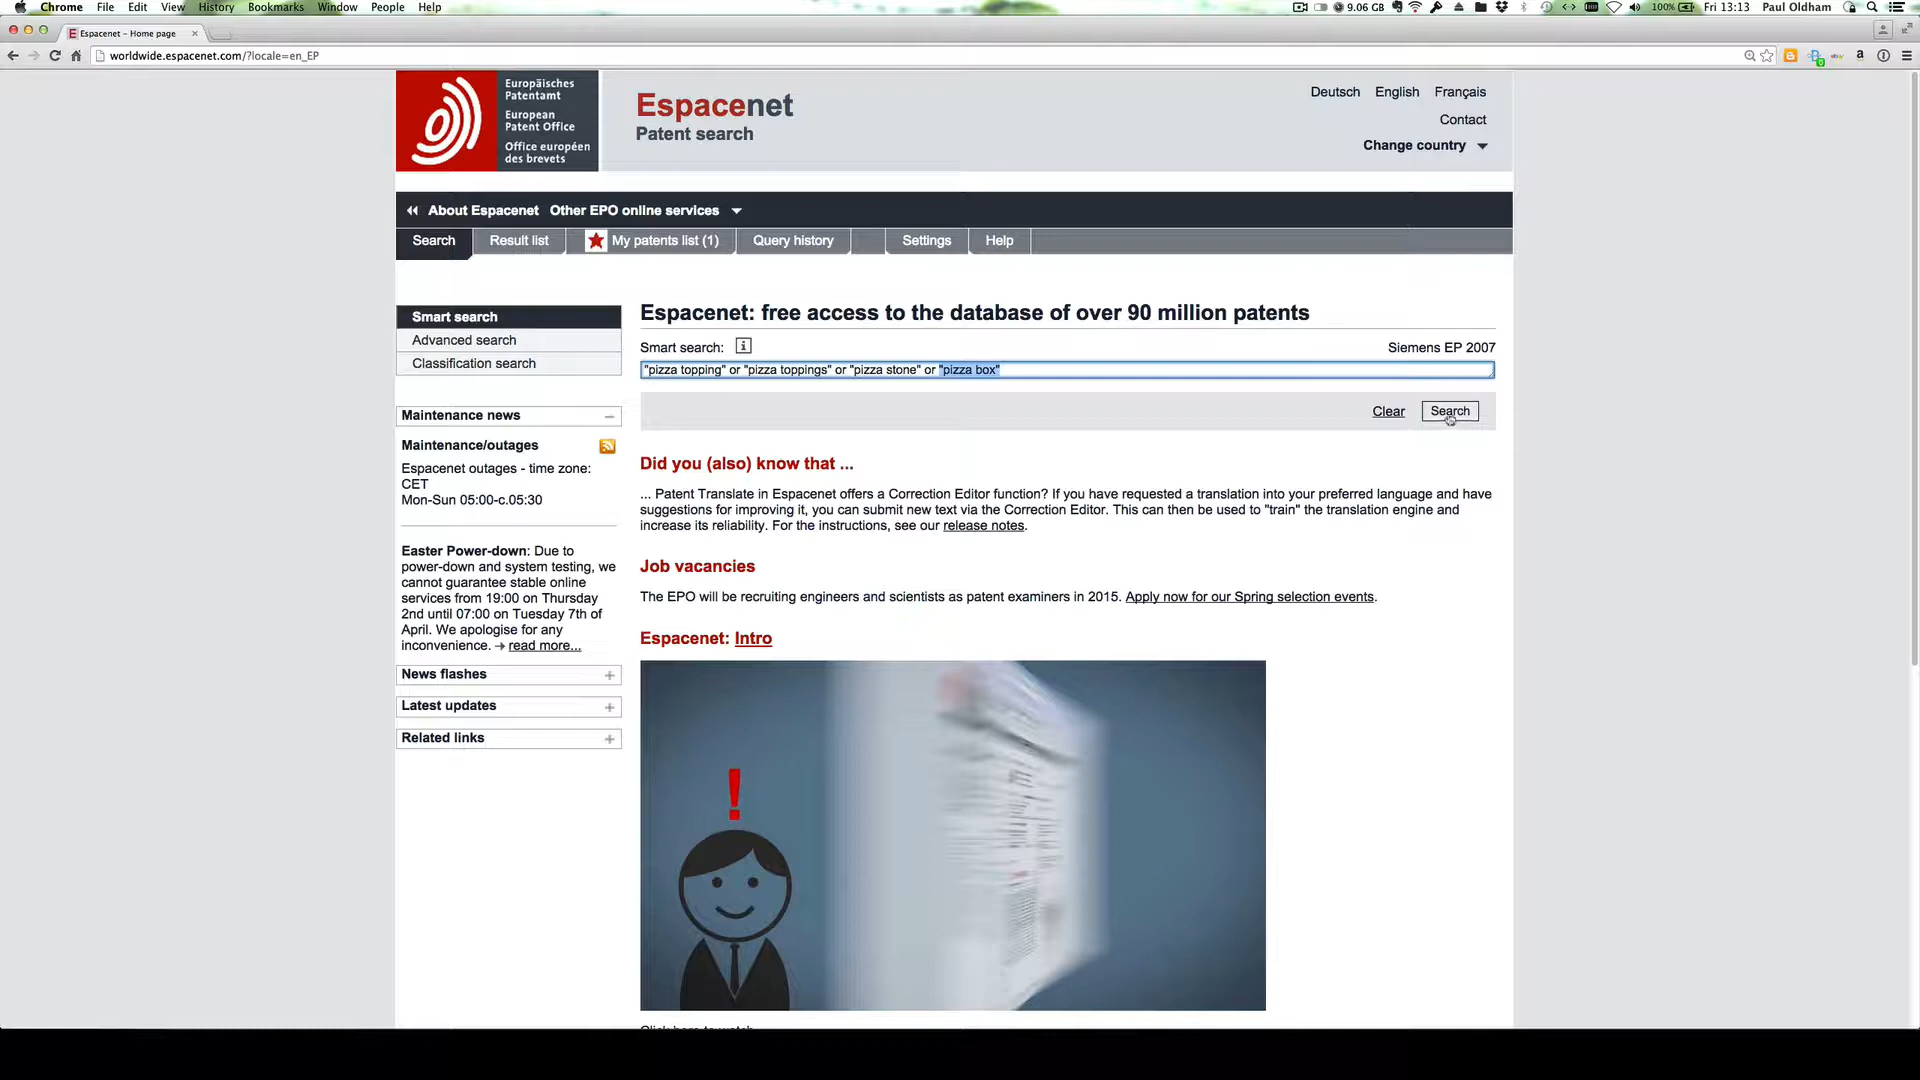 Chrome File Edit View History Bookmarks Window People Help 9.06 GB 100% Fri 13:13 Paul Oldham
Espacenet – Home page
worldwide.espacenet.com/?locale=en_EP
Europäisches
Patentamt
European
Patent Office
Office européen
des brevets
Espacenet
Patent search
Deutsch English Français
Contact
Change country
About Espacenet Other EPO online services
Search Result list My patents list (1) Query history Settings Help
Smart search
Advanced search
Classification search
Maintenance news
Maintenance/outages
Espacenet outages - time zone:
CET
Mon-Sun 05:00-c.05:30
Easter Power-down: Due to
power-down and system testing, we
cannot guarantee stable online
services from 19:00 on Thursday
2nd until 07:00 on Tuesday 7th of
April. We apologise for any
inconvenience. → read more...
News flashes
Latest updates
Related links
Espacenet: free access to the database of over 90 million patents
Smart search: i Siemens EP 2007
"pizza topping" or "pizza toppings" or "pizza stone" or "pizza box"
Clear Search
Did you (also) know that ...
... Patent Translate in Espacenet offers a Correction Editor function? If you have requested a translation into your preferred language and have
suggestions for improving it, you can submit new text via the Correction Editor. This can then be used to "train" the translation engine and
increase its reliability. For the instructions, see our release notes.
Job vacancies
The EPO will be recruiting engineers and scientists as patent examiners in 2015. Apply now for our Spring selection events.
Espacenet: Intro
!